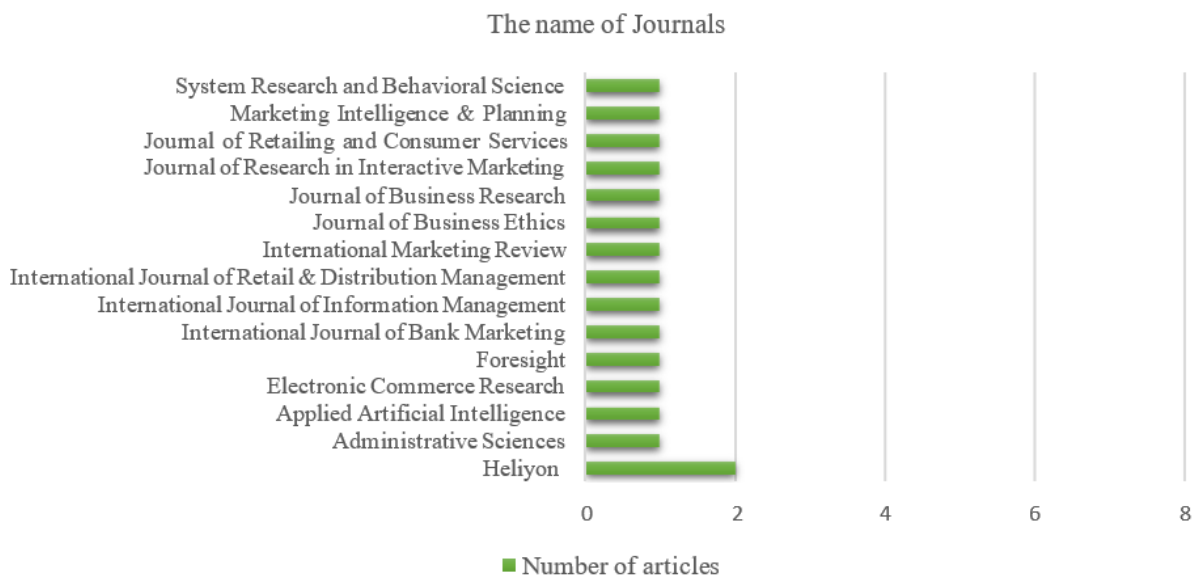 The name of Journals
System Research and Behavioral Science
Marketing Intelligence & Planning
Journal of Retailing and Consumer Services
Journal of Research in Interactive Marketing
Journal of Business Research
Journal of Business Ethics
International Marketing Review
International Journal of Retail & Distribution Management
International Journal of Information Management
International Journal of Bank Marketing
Foresight
Electronic Commerce Research
Applied Artificial Intelligence
Administrative Sciences
Heliyon
0 2 4 6 8
Number of articles